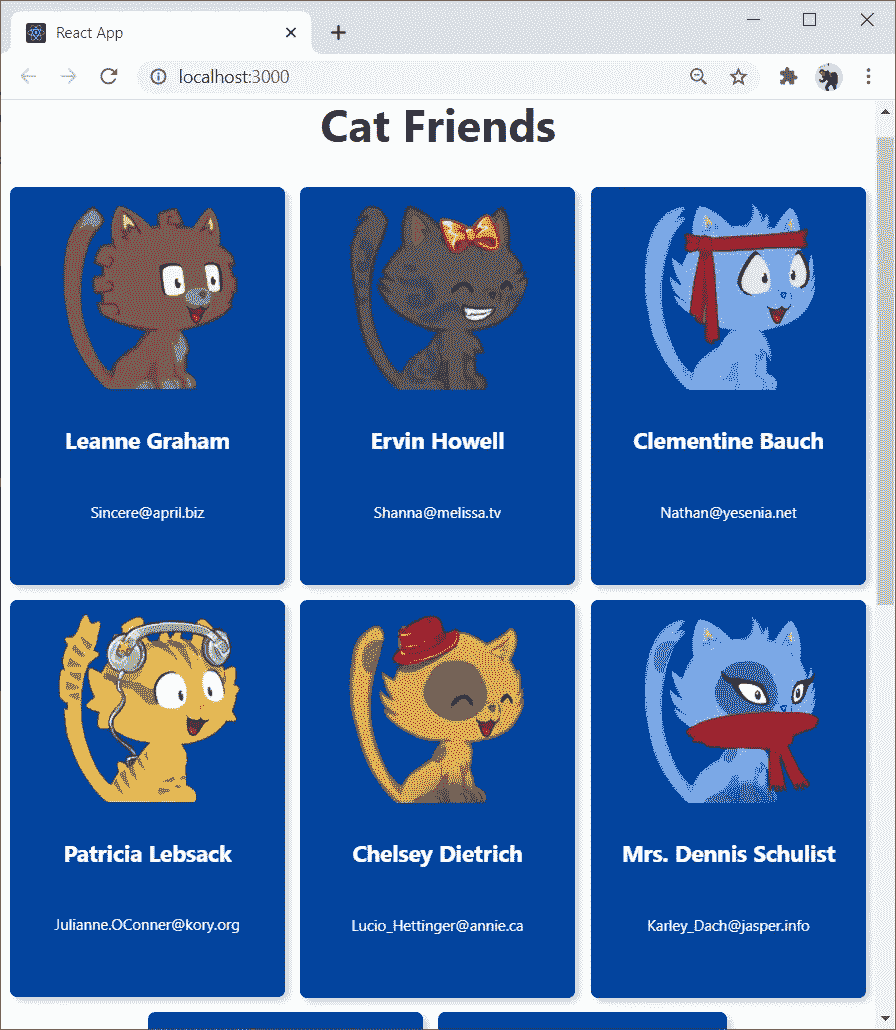 React App
localhost:3000
Cat Friends
Leanne Graham
Ervin Howell
Clementine Bauch
Sincere@april.biz
Shanna@melissa.tv
Nathan@yesenia.net
Patricia Lebsack
Chelsey Dietrich
Mrs. Dennis Schulist
Julianne.OConner@kory.org
Lucio_Hettinger@annie.ca
Karley_Dach@jasper.info